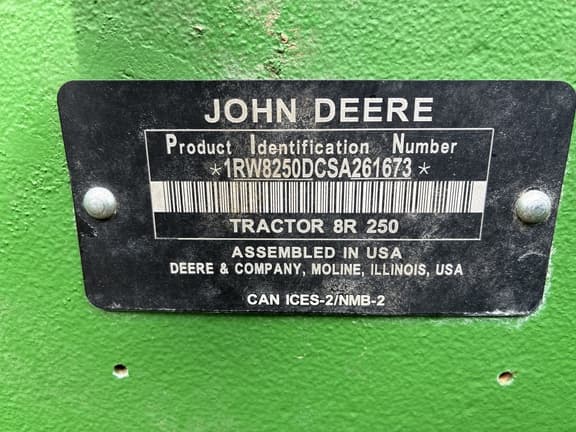 JOHN DEERE
Product Identification Number
*1RW8250DCSA261673*
TRACTOR 8R 250
ASSEMBLED IN USA
DEERE & COMPANY, MOLINE, ILLINOIS, USA
CAN ICES-2/NMB-2